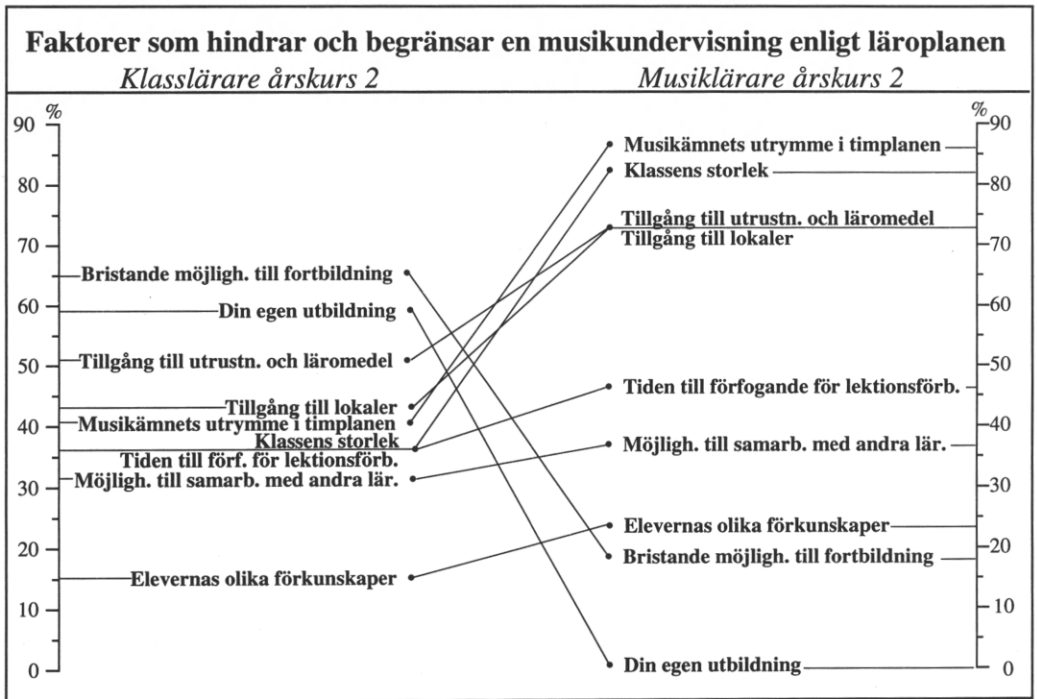 Faktorer som hindrar och begränsar en musikundervisning enligt läroplanen
Klasslärare årskurs 2
Musiklärare årskurs 2
%
90
80
70
60
50
40
30
20
10
0
Bristande möjligh. till fortbildning
Din egen utbildning
Tillgång till utrustn. och läromedel
Tillgång till lokaler
Musikämnets utrymme i timplanen
Klassens storlek
Tiden till förf. för lektionsförb.
Möjligh. till samarb. med andra lär.
Elevernas olika förkunskaper
Musikämnets utrymme i timplanen
Klassens storlek
Tillgång till utrustn. och läromedel
Tillgång till lokaler
Tiden till förfogande för lektionsförb.
Möjligh. till samarb. med andra lär.
Elevernas olika förkunskaper
Bristande möjligh. till fortbildning
Din egen utbildning
%
90
80
70
60
50
40
30
20
10
0